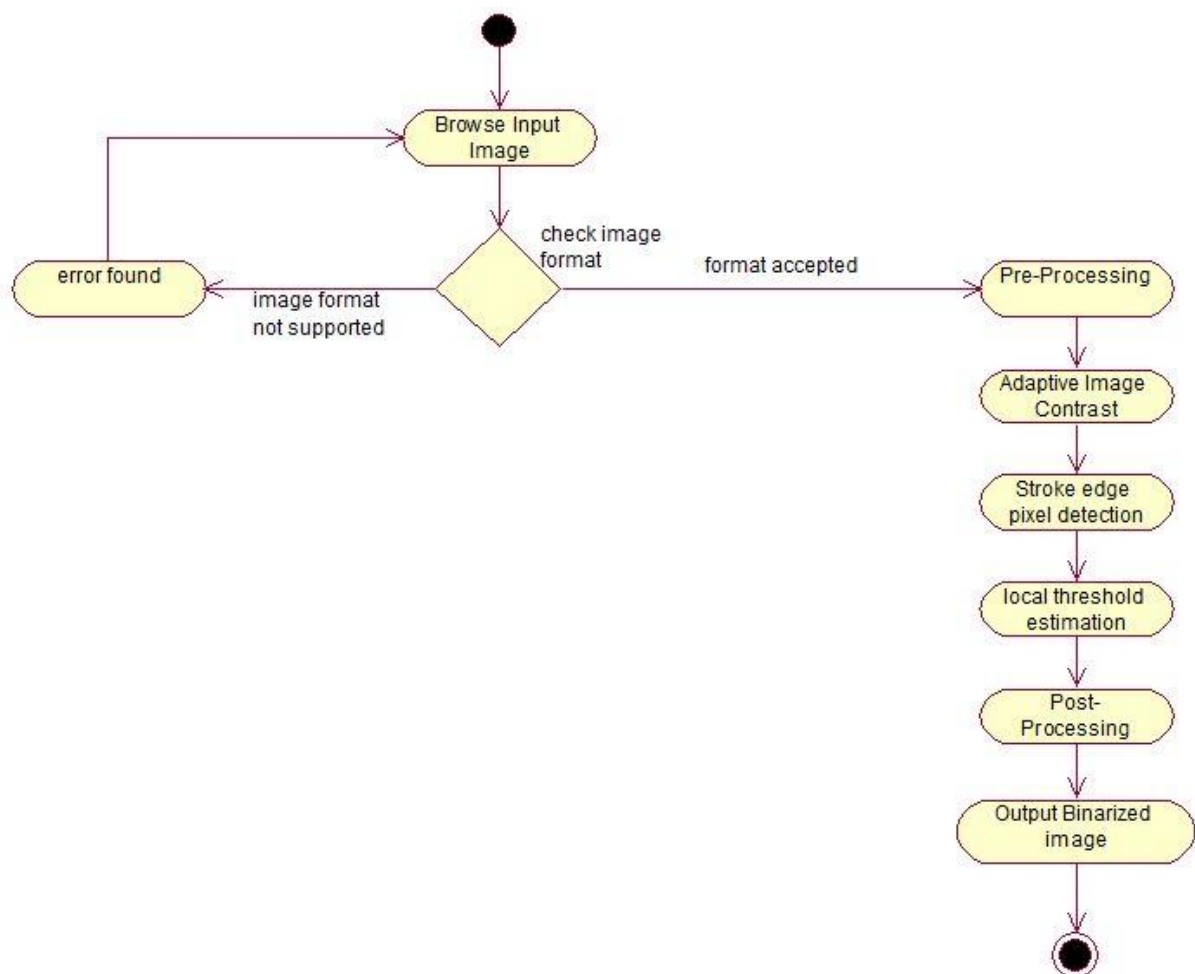 Browse Input
Image
check image
format
error found
image format
not supported
format accepted
Pre-Processing
Adaptive Image
Contrast
Stroke edge
pixel detection
local threshold
estimation
Post-
Processing
Output Binarized
image